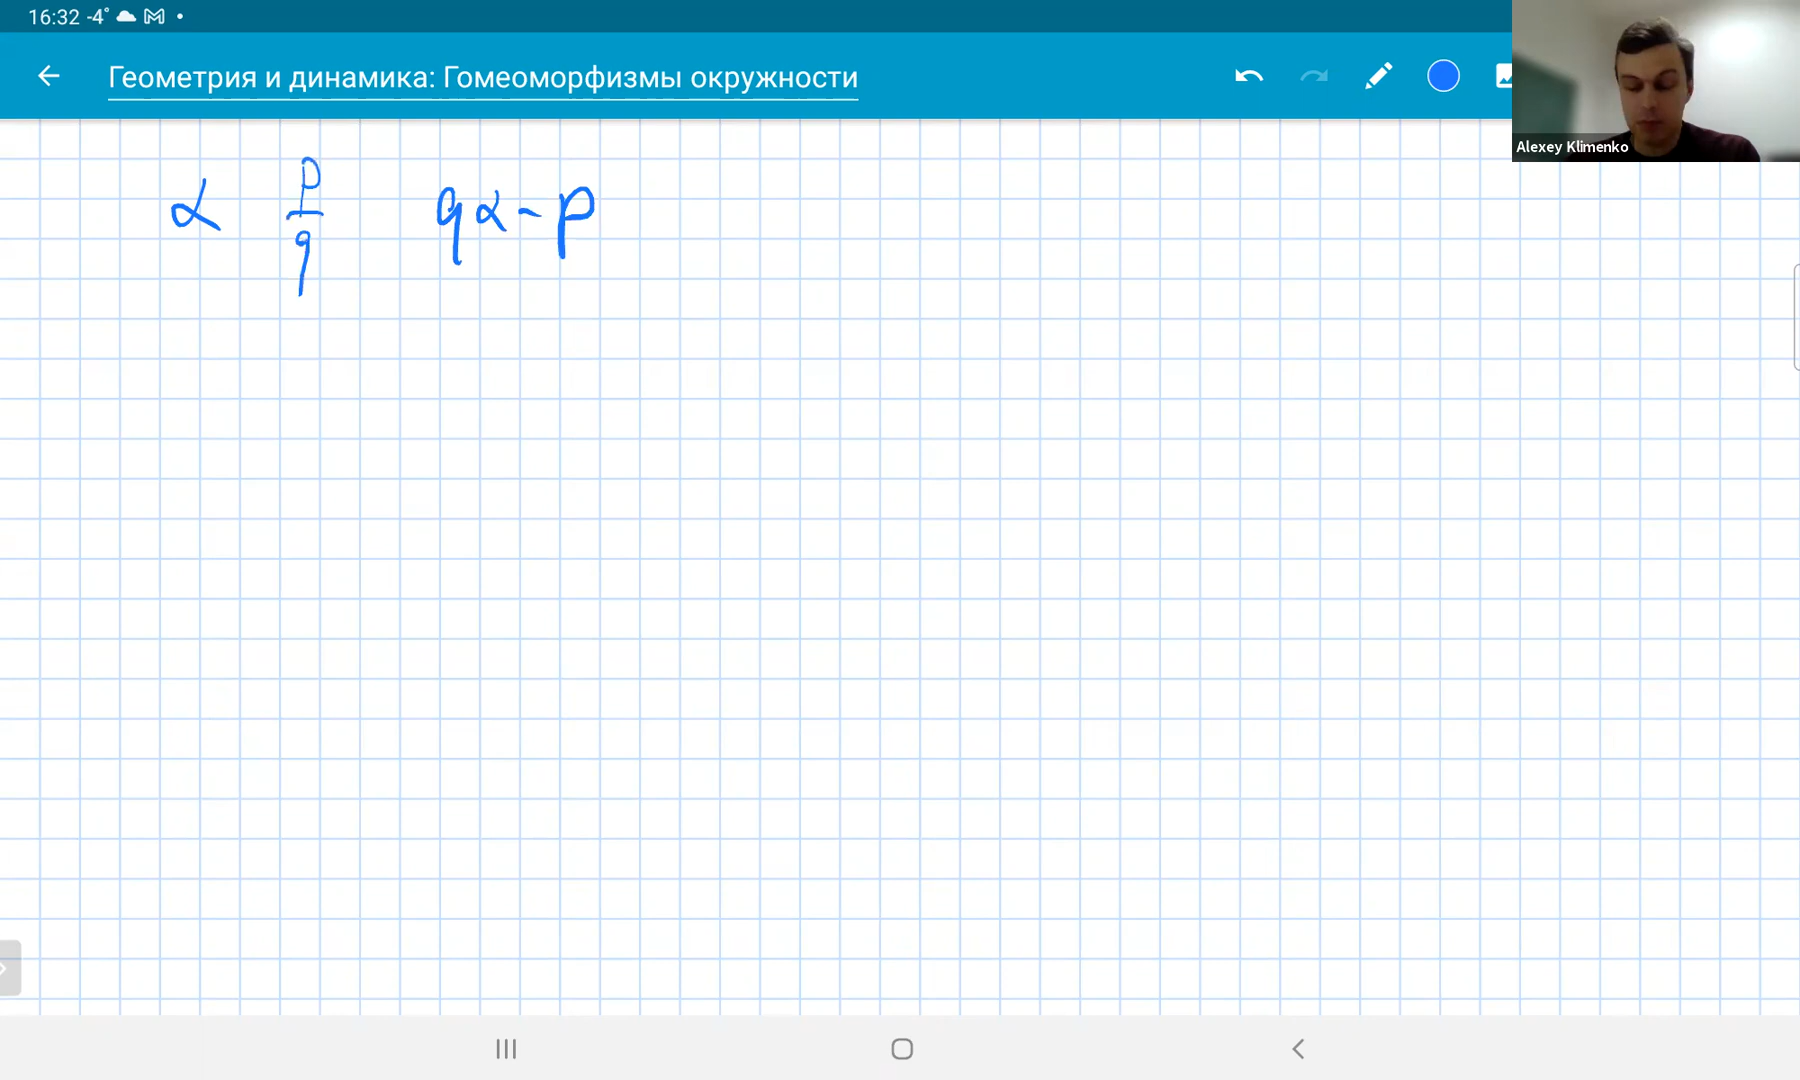 16:32 -4°
Геометрия и динамика: Гомеоморфизмы окружности
Alexey Klimenko
α p/q qα - p